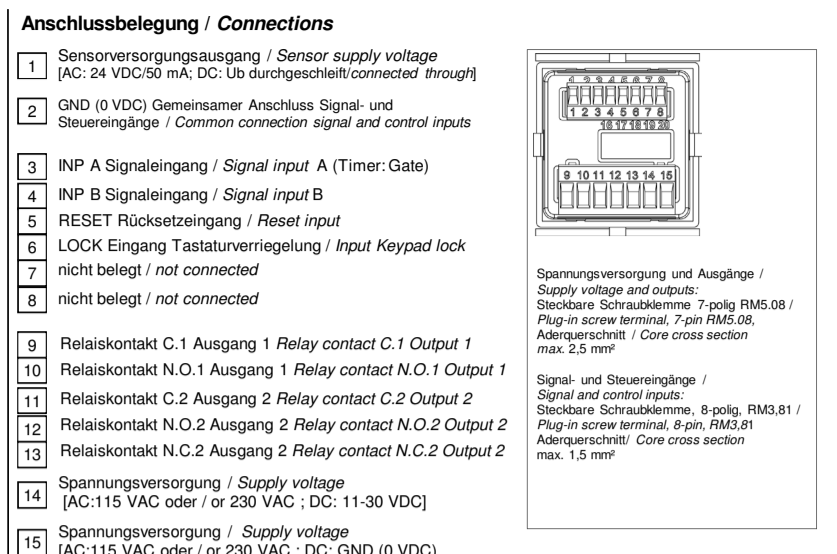 Anschlussbelegung / Connections
1 Sensorversorgungsausgang / Sensor supply voltage
[AC: 24 VDC/50 mA; DC: Ub durchgeschleift/connected through]
2 GND (0 VDC) Gemeinsamer Anschluss Signal- und
Steuereingänge / Common connection signal and control inputs
3 INP A Signaleingang / Signal input A (Timer: Gate)
4 INP B Signaleingang / Signal input B
5 RESET Rücksetzeingang / Reset input
6 LOCK Eingang Tastaturverriegelung / Input Keypad lock
7 nicht belegt / not connected
8 nicht belegt / not connected
9 Relaiskontakt C.1 Ausgang 1 Relay contact C.1 Output 1
10 Relaiskontakt N.O.1 Ausgang 1 Relay contact N.O.1 Output 1
11 Relaiskontakt C.2 Ausgang 2 Relay contact C.2 Output 2
12 Relaiskontakt N.O.2 Ausgang 2 Relay contact N.O.2 Output 2
13 Relaiskontakt N.C.2 Ausgang 2 Relay contact N.C.2 Output 2
14 Spannungsversorgung / Supply voltage
[AC:115 VAC oder / or 230 VAC ; DC: 11-30 VDC]
15 Spannungsversorgung / Supply voltage
[AC:115 VAC oder / or 230 VAC ; DC: GND (0 VDC)
1 2 3 4 5 6 7 8
1 2 3 4 5 6 7 8
16 17 18 19 20
9 10 11 12 13 14 15
Spannungsversorgung und Ausgänge /
Supply voltage and outputs:
Steckbare Schraubklemme 7-polig RM5.08 /
Plug-in screw terminal, 7-pin RM5.08,
Aderquerschnitt / Core cross section
max. 2,5 mm²
Signal- und Steuereingänge /
Signal and control inputs:
Steckbare Schraubklemme, 8-polig, RM3,81 /
Plug-in screw terminal, 8-pin, RM3,81
Aderquerschnitt/ Core cross section
max. 1,5 mm²